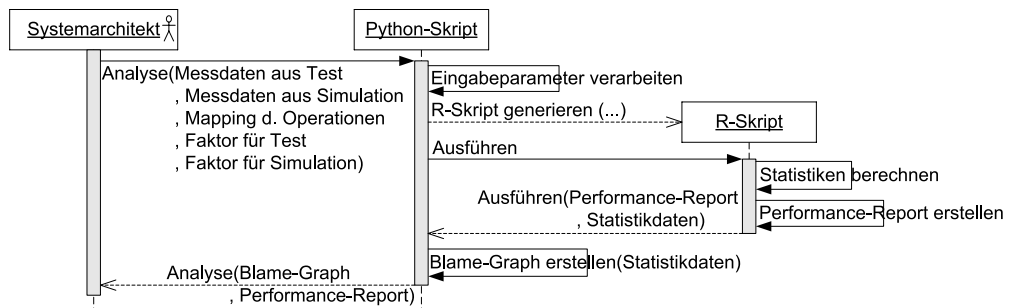 Systemarchitekt
Python-Skript
Analyse(Messdaten aus Test
, Messdaten aus Simulation
, Mapping d. Operationen
, Faktor für Test
, Faktor für Simulation)
Eingabeparameter verarbeiten
R-Skript generieren (...)
R-Skript
Ausführen
Statistiken berechnen
Ausführen(Performance-Report
, Statistikdaten)
Performance-Report erstellen
Blame-Graph erstellen(Statistikdaten)
Analyse(Blame-Graph
, Performance-Report)